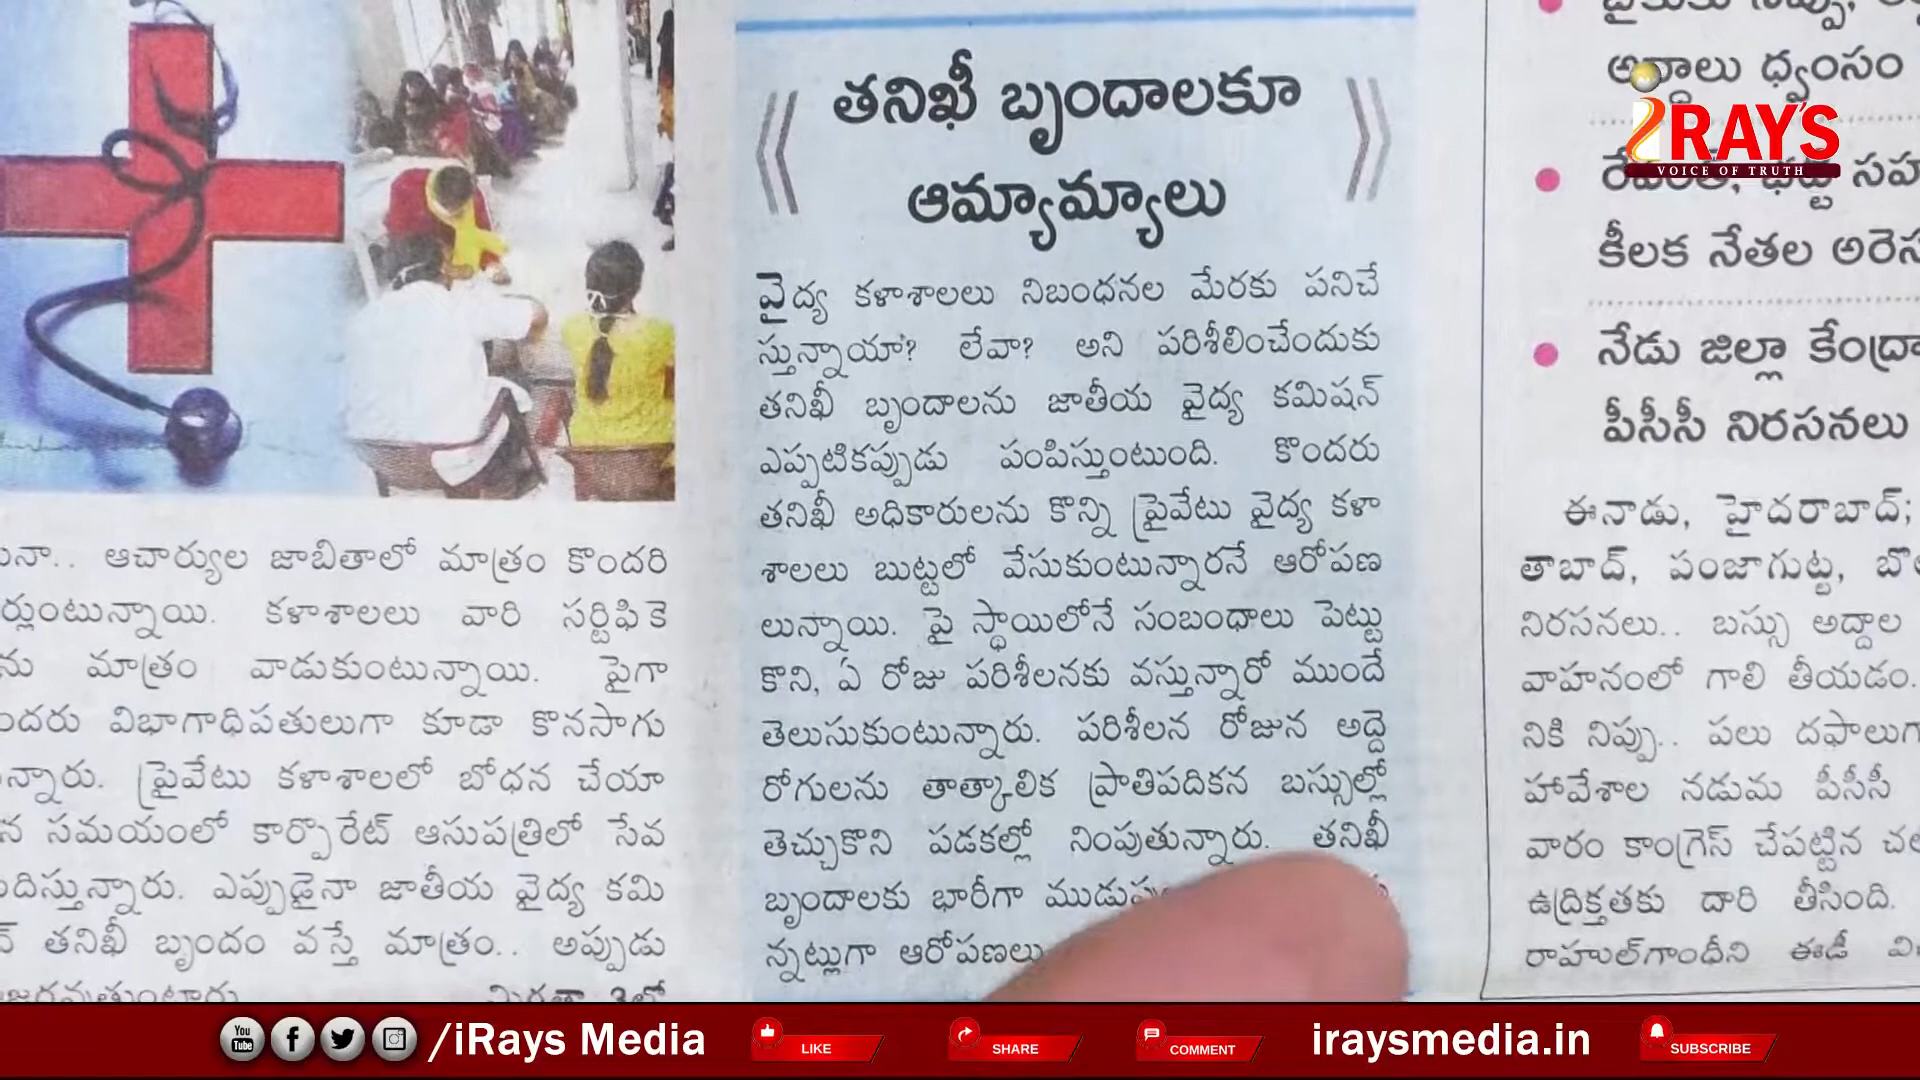 తనిఖీ బృందాలకూ
ఆమ్యామ్యాలు
వైద్య కళాశాలలు నిబంధనల మేరకు పనిచే
స్తున్నాయా? లేవా? అని పరిశీలించేందుకు
తనిఖీ బృందాలను జాతీయ వైద్య కమిషన్
ఎప్పటికప్పుడు పంపిస్తుంటుంది. కొందరు
తనిఖీ అధికారులను కొన్ని ప్రైవేటు వైద్య కళా
శాలలు బుట్టలో వేసుకుంటున్నారనే ఆరోపణ
లున్నాయి. పై స్థాయిలోనే సంబంధాలు పెట్టు
కొని, ఏ రోజు పరిశీలనకు వస్తున్నారో ముందే
తెలుసుకుంటున్నారు. పరిశీలన రోజున అద్దె
రోగులను తాత్కాలిక ప్రాతిపదికన బస్సుల్లో
తెచ్చుకొని పడకల్లో నింపుతున్నారు. తనిఖీ
బృందాలకు భారీగా
న్నట్లుగా ఆరోపణలు
ఆచార్యుల జాబితాలో మాత్రం కొందరి
కళాశాలలు వారి సర్టిఫికె
మాత్రం వాడుకుంటున్నాయి. పైగా
విభాగాధిపతులుగా కూడా కొనసాగు
ప్రైవేటు కళాశాలలో బోధన చేయా
సమయంలో కార్పొరేట్ ఆసుపత్రిలో సేవ
ఎప్పుడైనా జాతీయ వైద్య కమి
తనిఖీ బృందం వస్తే మాత్రం.. అప్పుడు
అద్దాలు ధ్వంసం
కీలక నేతల అరెస
నేడు జిల్లా కేంద్రా
పీసీసీ నిరసనలు
ఈనాడు, హైదరాబాద్;
తాబాద్, పంజాగుట్ట,
నిరసనలు.. బస్సు అద్దాల
వాహనంలో గాలి తీయడం.
నికి నిప్పు.. పలు
హావేశాల నడుమ పీసీసీ
వారం కాంగ్రెస్ చేపట్టిన
ఉద్రిక్తతకు దారి తీసింది.
రాహుల్‌గాంధీని ఈడీ
iRAY'S
VOICE OF TRUTH
You Tube /iRays Media LIKE SHARE COMMENT iraysmedia.in SUBSCRIBE